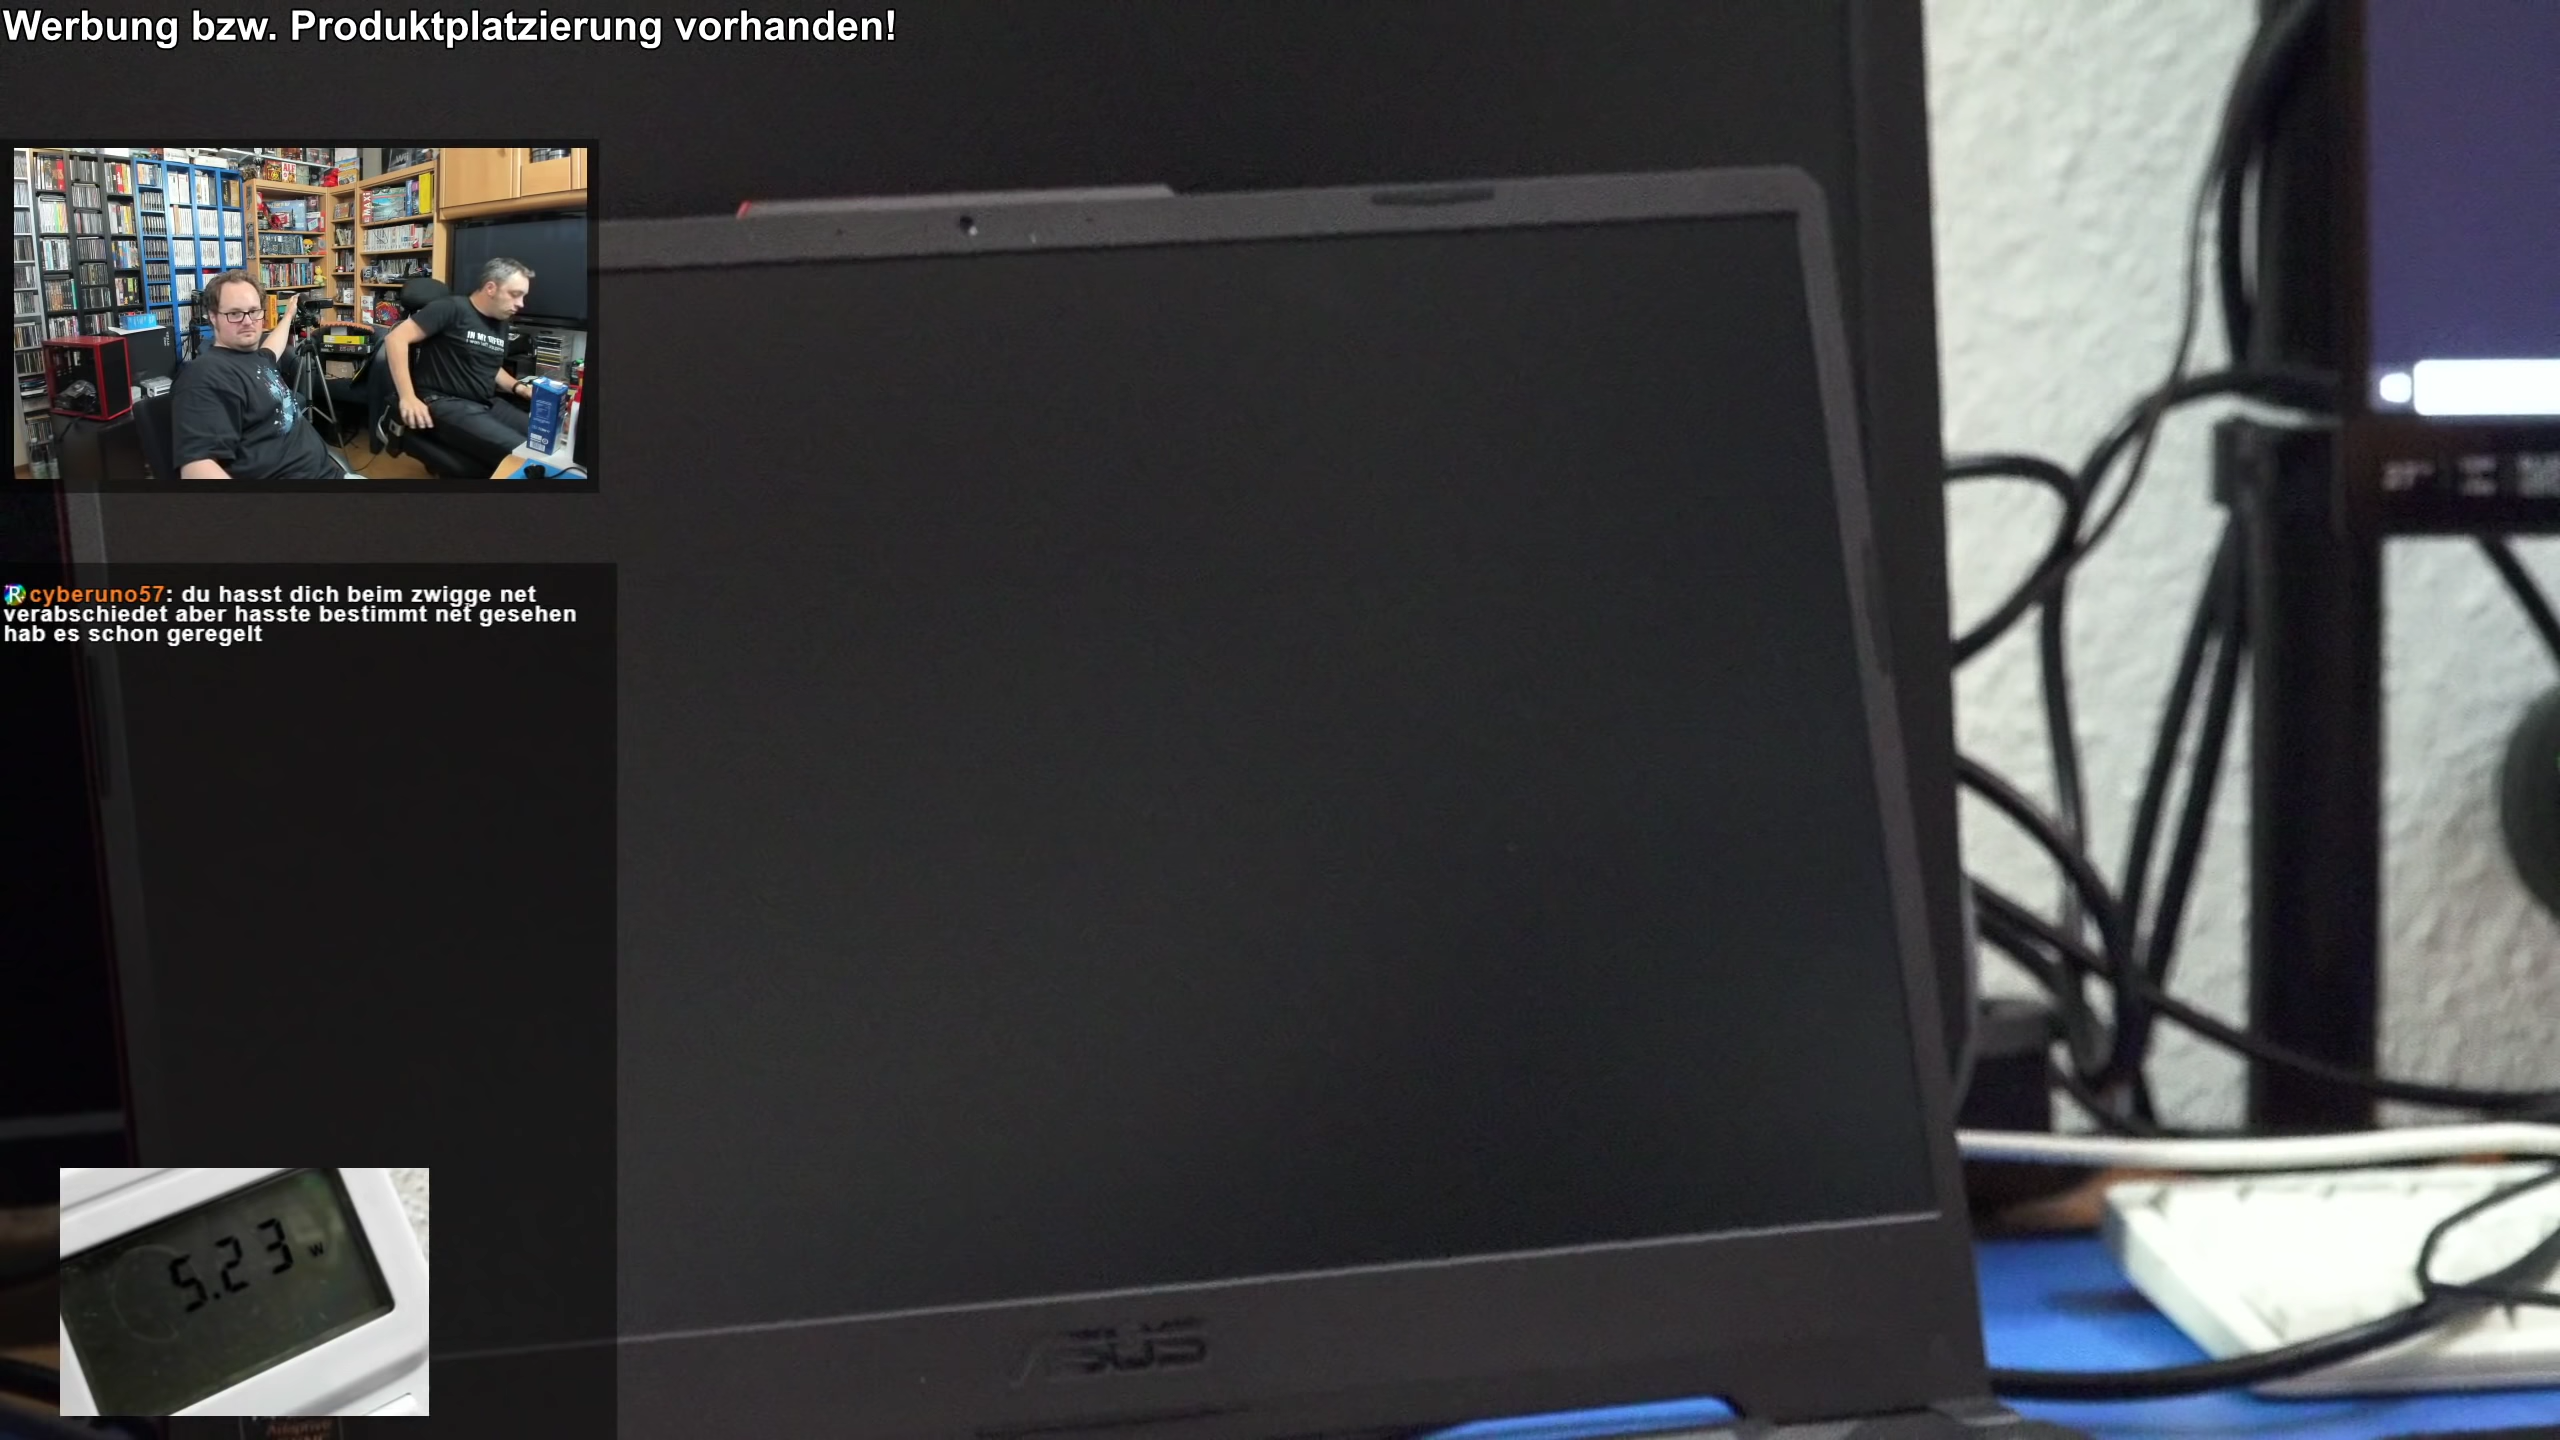 Werbung bzw. Produktplatzierung vorhanden!
cyberuno57: du hasst dich beim zwigge net
verabschiedet aber hasste bestimmt net gesehen
hab es schon geregelt
5.23 W
ASUS